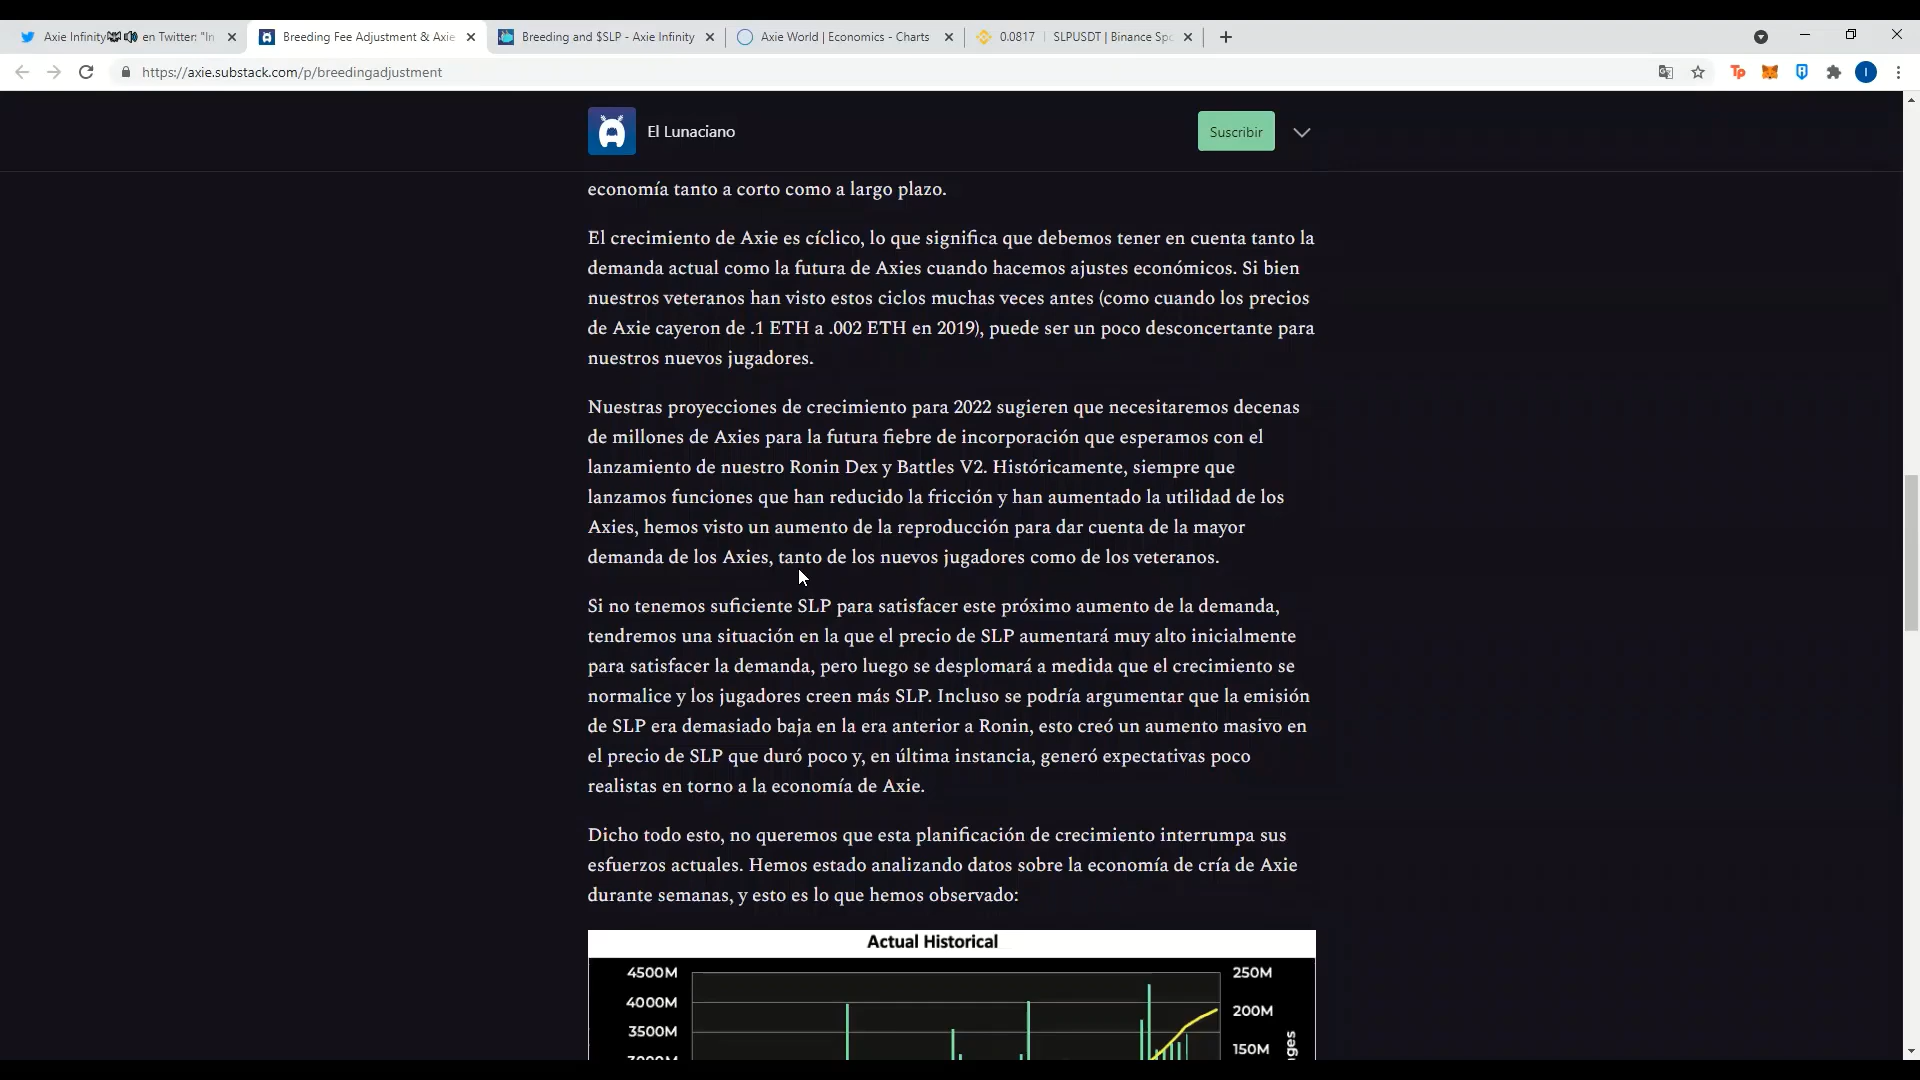 Axie Infinity en Twitter: "In
Breeding Fee Adjustment & Axie
Breeding and $SLP - Axie Infinity
Axie World | Economics - Charts
0.0817 | SLPUSDT | Binance Spo
https://axie.substack.com/p/breedingadjustment
Tp
I
El Lunaciano
Suscribir
economía tanto a corto como a largo plazo.
El crecimiento de Axie es cíclico, lo que significa que debemos tener en cuenta tanto la
demanda actual como la futura de Axies cuando hacemos ajustes económicos. Si bien
nuestros veteranos han visto estos ciclos muchas veces antes (como cuando los precios
de Axie cayeron de .1 ETH a .002 ETH en 2019), puede ser un poco desconcertante para
nuestros nuevos jugadores.
Nuestras proyecciones de crecimiento para 2022 sugieren que necesitaremos decenas
de millones de Axies para la futura fiebre de incorporación que esperamos con el
lanzamiento de nuestro Ronin Dex y Battles V2. Históricamente, siempre que
lanzamos funciones que han reducido la fricción y han aumentado la utilidad de los
Axies, hemos visto un aumento de la reproducción para dar cuenta de la mayor
demanda de los Axies, tanto de los nuevos jugadores como de los veteranos.
Si no tenemos suficiente SLP para satisfacer este próximo aumento de la demanda,
tendremos una situación en la que el precio de SLP aumentará muy alto inicialmente
para satisfacer la demanda, pero luego se desplomará a medida que el crecimiento se
normalice y los jugadores creen más SLP. Incluso se podría argumentar que la emisión
de SLP era demasiado baja en la era anterior a Ronin, esto creó un aumento masivo en
el precio de SLP que duró poco y, en última instancia, generó expectativas poco
realistas en torno a la economía de Axie.
Dicho todo esto, no queremos que esta planificación de crecimiento interrumpa sus
esfuerzos actuales. Hemos estado analizando datos sobre la economía de cría de Axie
durante semanas, y esto es lo que hemos observado:
Actual Historical
4500M
250M
4000M
200M
3500M
150M